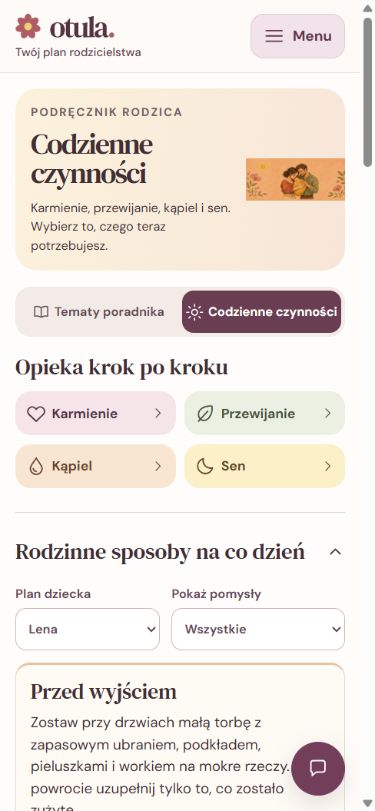 otula.
Twój plan rodzicielstwa
Menu
PODRĘCZNIK RODZICA
Codzienne
czynności
Karmienie, przewijanie, kąpiel i sen.
Wybierz to, czego teraz
potrzebujesz.
Tematy poradnika
Codzienne czynności
Opieka krok po kroku
Karmienie
Przewijanie
Kąpiel
Sen
Rodzinne sposoby na co dzień
Plan dziecka
Pokaż pomysły
Lena
Wszystkie
Przed wyjściem
Zostaw przy drzwiach małą torbę z
zapasowym ubraniem, podkładem,
pieluszkami i workiem na mokre rzeczy.
powrocie uzupełnij tylko to, co zostało
zużyte.